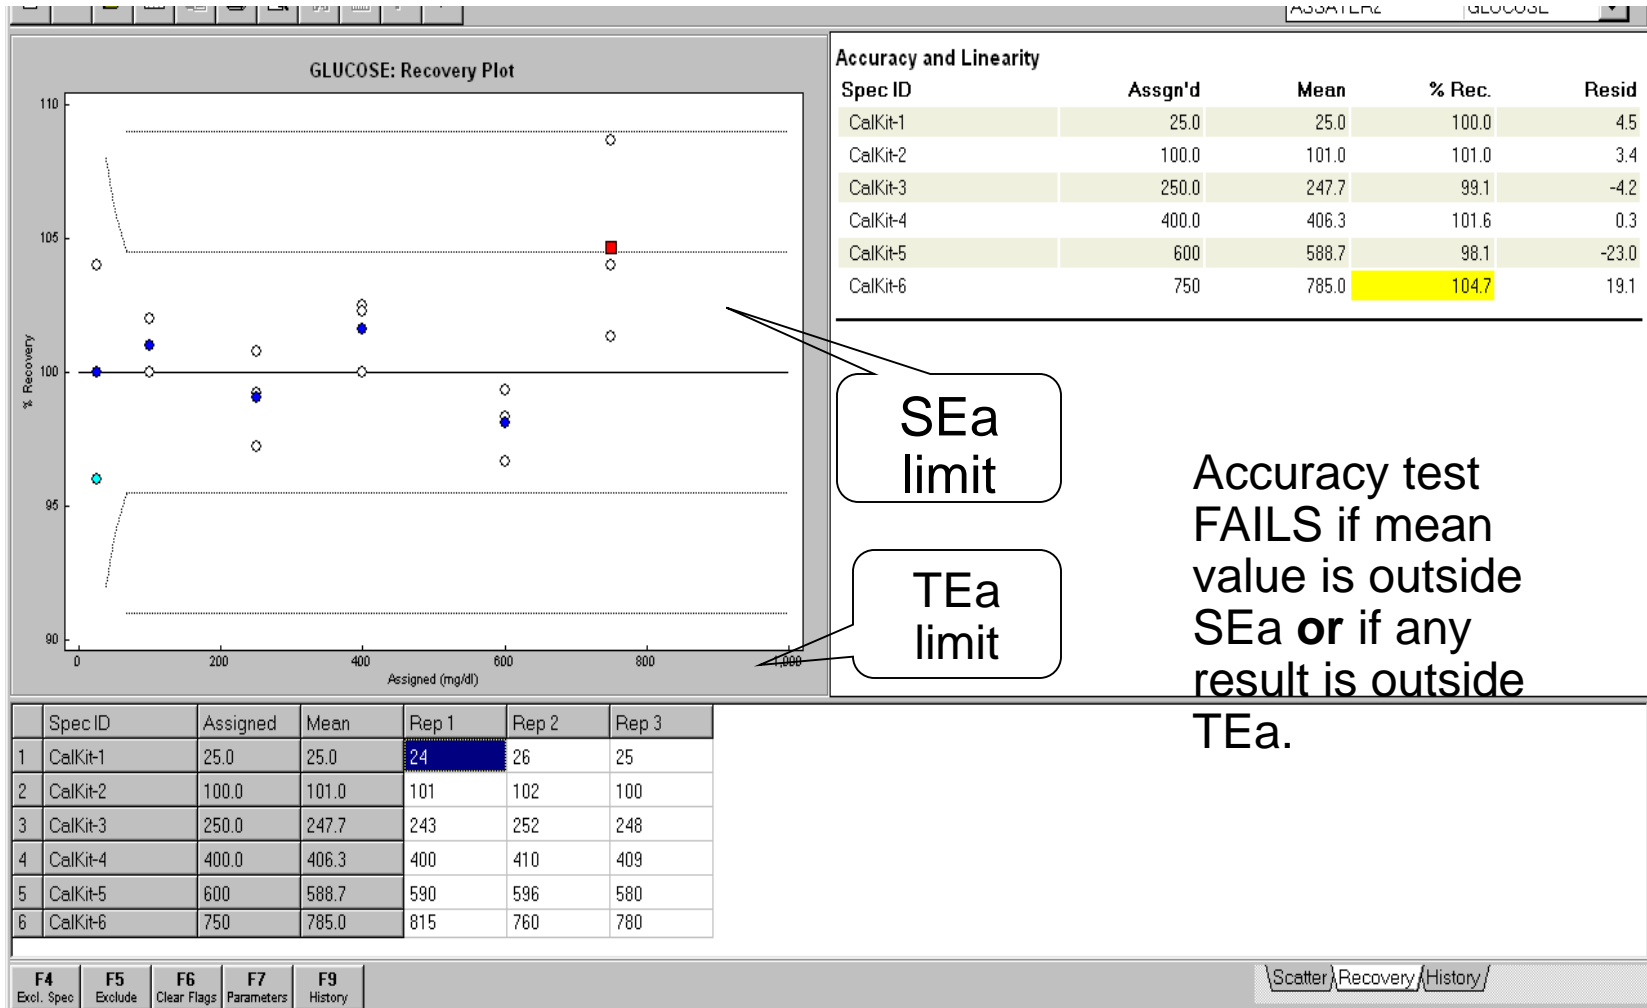 ASSAYER2 GLUCOSE
GLUCOSE: Recovery Plot
110
105
100
95
90
% Recovery
0 200 400 600 800 1,000
Assigned (mg/dl)
Accuracy and Linearity
Spec ID Assgn'd Mean % Rec. Resid
CalKit-1 25.0 25.0 100.0 4.5
CalKit-2 100.0 101.0 101.0 3.4
CalKit-3 250.0 247.7 99.1 -4.2
CalKit-4 400.0 406.3 101.6 0.3
CalKit-5 600 588.7 98.1 -23.0
CalKit-6 750 785.0 104.7 19.1
SEa
limit
TEa
limit
Accuracy test
FAILS if mean
value is outside
SEa or if any
result is outside
TEa.
Spec ID Assigned Mean Rep 1 Rep 2 Rep 3
1 CalKit-1 25.0 25.0 24 26 25
2 CalKit-2 100.0 101.0 101 102 100
3 CalKit-3 250.0 247.7 243 252 248
4 CalKit-4 400.0 406.3 400 410 409
5 CalKit-5 600 588.7 590 596 580
6 CalKit-6 750 785.0 815 760 780
F4 F5 F6 F7 F9
Excl. Spec Exclude Clear Flags Parameters History
Scatter Recovery History